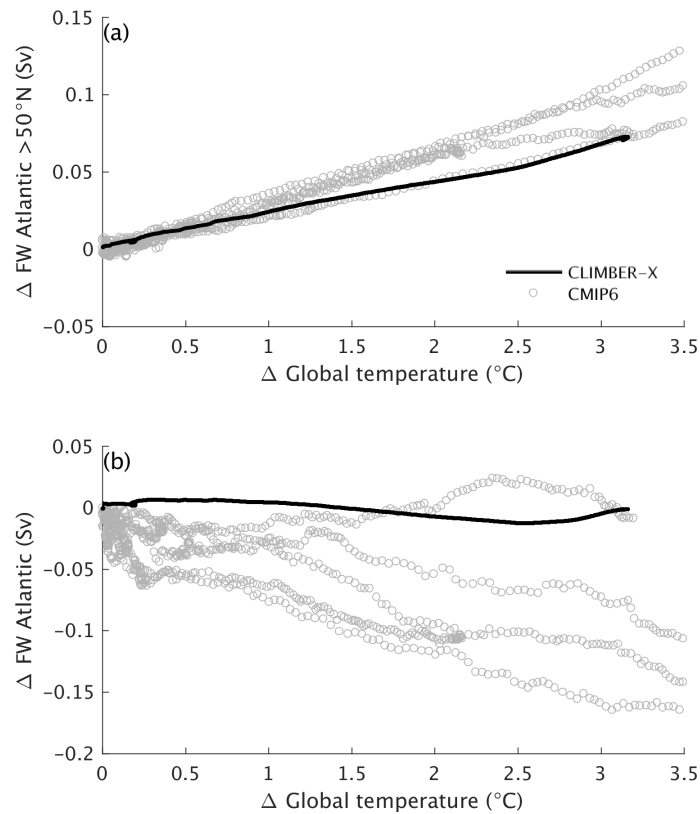 (a)
0.15
0.1
0.05
0
-0.05
Δ FW Atlantic >50°N (Sv)
CLIMBER-X
CMIP6
0 0.5 1 1.5 2 2.5 3 3.5
Δ Global temperature (°C)
(b)
0.05
0
-0.05
-0.1
-0.15
-0.2
Δ FW Atlantic (Sv)
0 0.5 1 1.5 2 2.5 3 3.5
Δ Global temperature (°C)